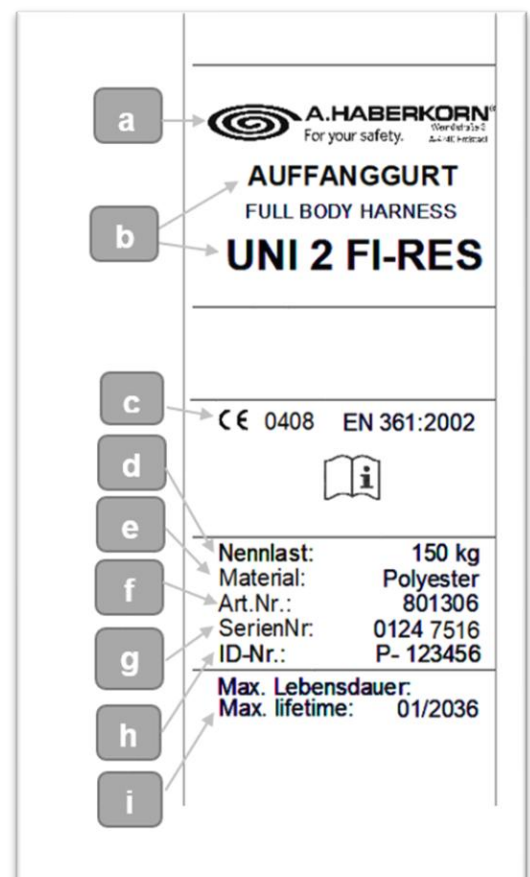 a
A.HABERKORN®
For your safety.
b
AUFFANGGURT
FULL BODY HARNESS
UNI 2 FI-RES
c
CE 0408 EN 361:2002
i
d
e
f
g
h
i
Nennlast: 150 kg
Material: Polyester
Art.Nr.: 801306
SerienNr: 0124 7516
ID-Nr.: P- 123456
Max. Lebensdauer:
Max. lifetime: 01/2036